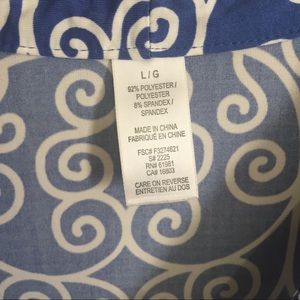 L / G
92% POLYESTER /
POLYESTER
8% SPANDEX /
SPANDEX
MADE IN CHINA
FABRIQUÉ EN CHINE
FSC# F3274621
S# 2225
RN# 61981
CA# 16803
CARE ON REVERSE
ENTRETIEN AU DOS